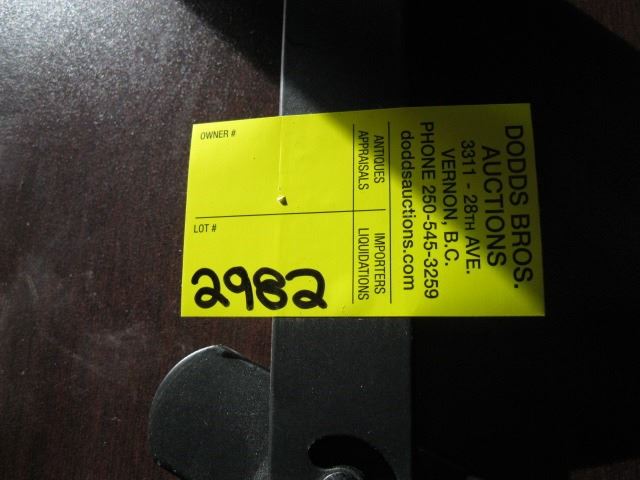 DODDS BROS.
AUCTIONS
3311 - 28TH AVE.
VERNON, B.C.
PHONE 250-545-3259
doddsauctions.com
ANTIQUES
APPRAISALS
IMPORTERS
LIQUIDATIONS
OWNER #
LOT #
2982